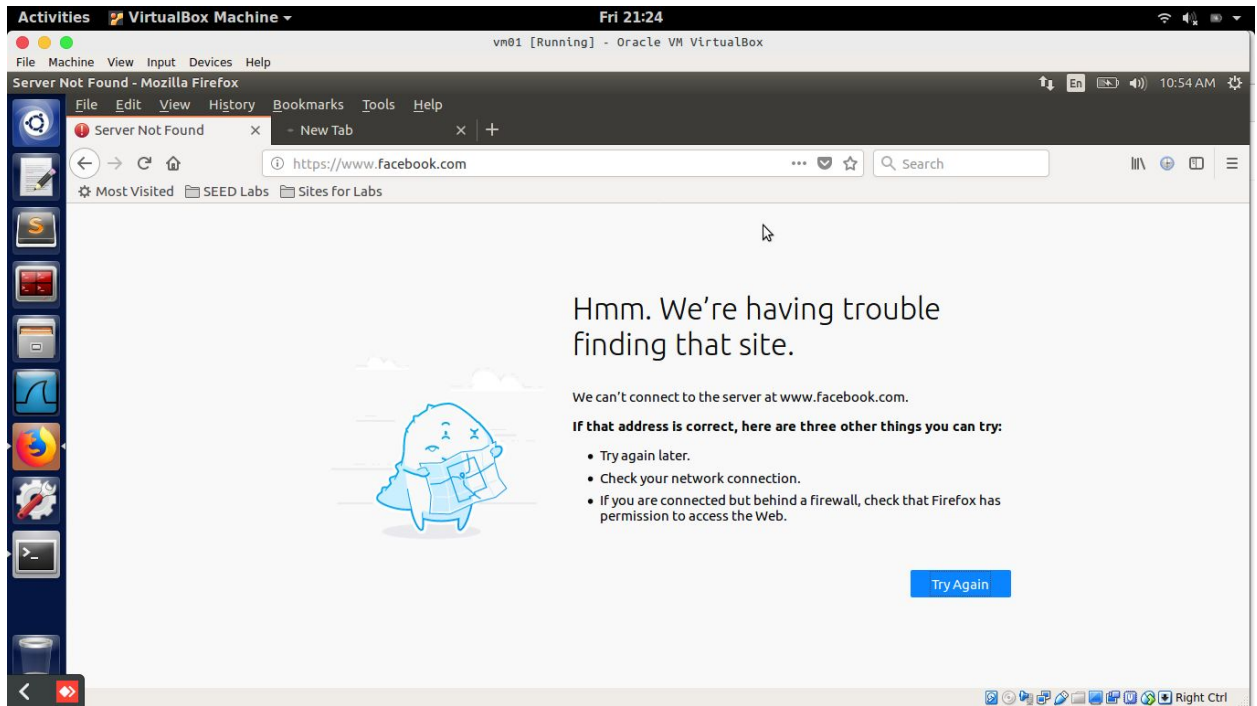 Activities VirtualBox Machine Fri 21:24
vm01 [Running] - Oracle VM VirtualBox
File Machine View Input Devices Help
Server Not Found - Mozilla Firefox En 10:54 AM
File Edit View History Bookmarks Tools Help
Server Not Found New Tab
https://www.facebook.com Search
Most Visited SEED Labs Sites for Labs
Hmm. We’re having trouble
finding that site.
We can’t connect to the server at www.facebook.com.
If that address is correct, here are three other things you can try:
• Try again later.
• Check your network connection.
• If you are connected but behind a firewall, check that Firefox has
permission to access the Web.
Try Again
Right Ctrl